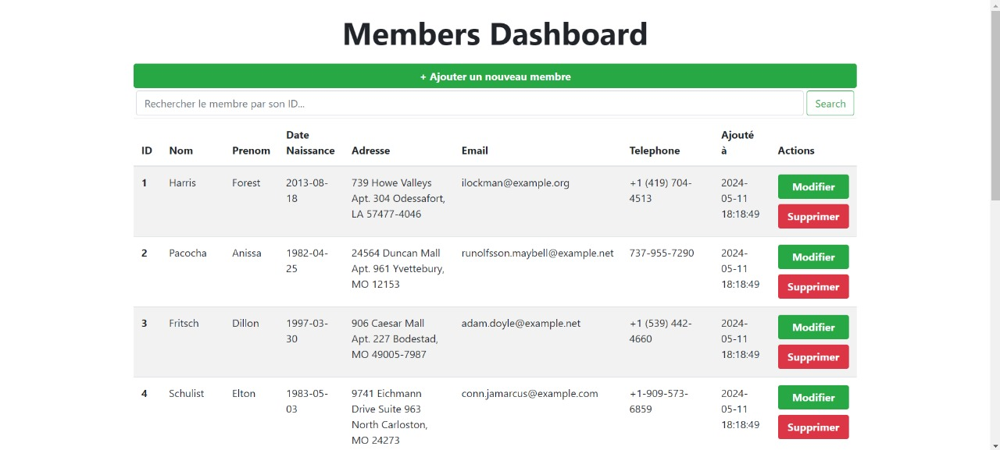 Members Dashboard
+ Ajouter un nouveau membre
Rechercher le membre par son ID...
Search
ID
Nom
Prenom
Date
Naissance
Adresse
Email
Telephone
Ajouté
à
Actions
1
Harris
Forest
2013-08-
18
739 Howe Valleys
Apt. 304 Odessafort,
LA 57477-4046
ilockman@example.org
+1 (419) 704-
4513
2024-
05-11
18:18:49
Modifier
Supprimer
2
Pacocha
Anissa
1982-04-
25
24564 Duncan Mall
Apt. 961 Yvettebury,
MO 12153
runolfsson.maybell@example.net
737-955-7290
2024-
05-11
18:18:49
Modifier
Supprimer
3
Fritsch
Dillon
1997-03-
30
906 Caesar Mall
Apt. 227 Bodestad,
MO 49005-7987
adam.doyle@example.net
+1 (539) 442-
4660
2024-
05-11
18:18:49
Modifier
Supprimer
4
Schulist
Elton
1983-05-
03
9741 Eichmann
Drive Suite 963
North Carloston,
MO 24273
conn.jamarcus@example.com
+1-909-573-
6859
2024-
05-11
18:18:49
Modifier
Supprimer